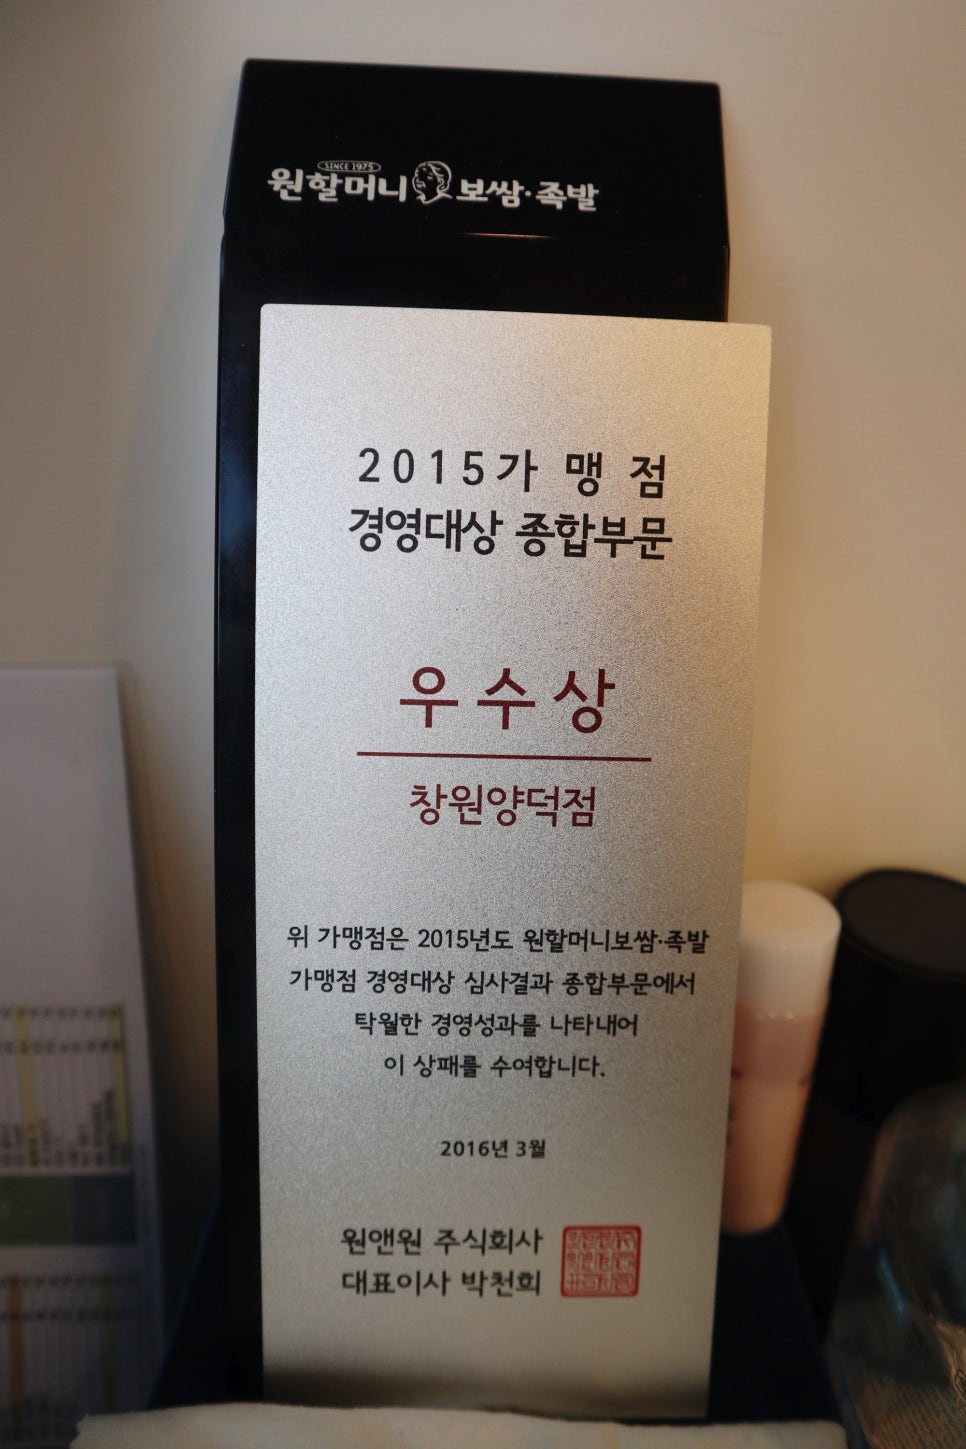 SINCE 1975
원할머니 보쌈·족발
2015가 맹 점
경영대상 종합부문
우수상
창원양덕점
위 가맹점은 2015년도 원할머니보쌈·족발
가맹점 경영대상 심사결과 종합부문에서
탁월한 경영성과를 나타내어
이 상패를 수여합니다.
2016년 3월
원앤원 주식회사
대표이사 박천희